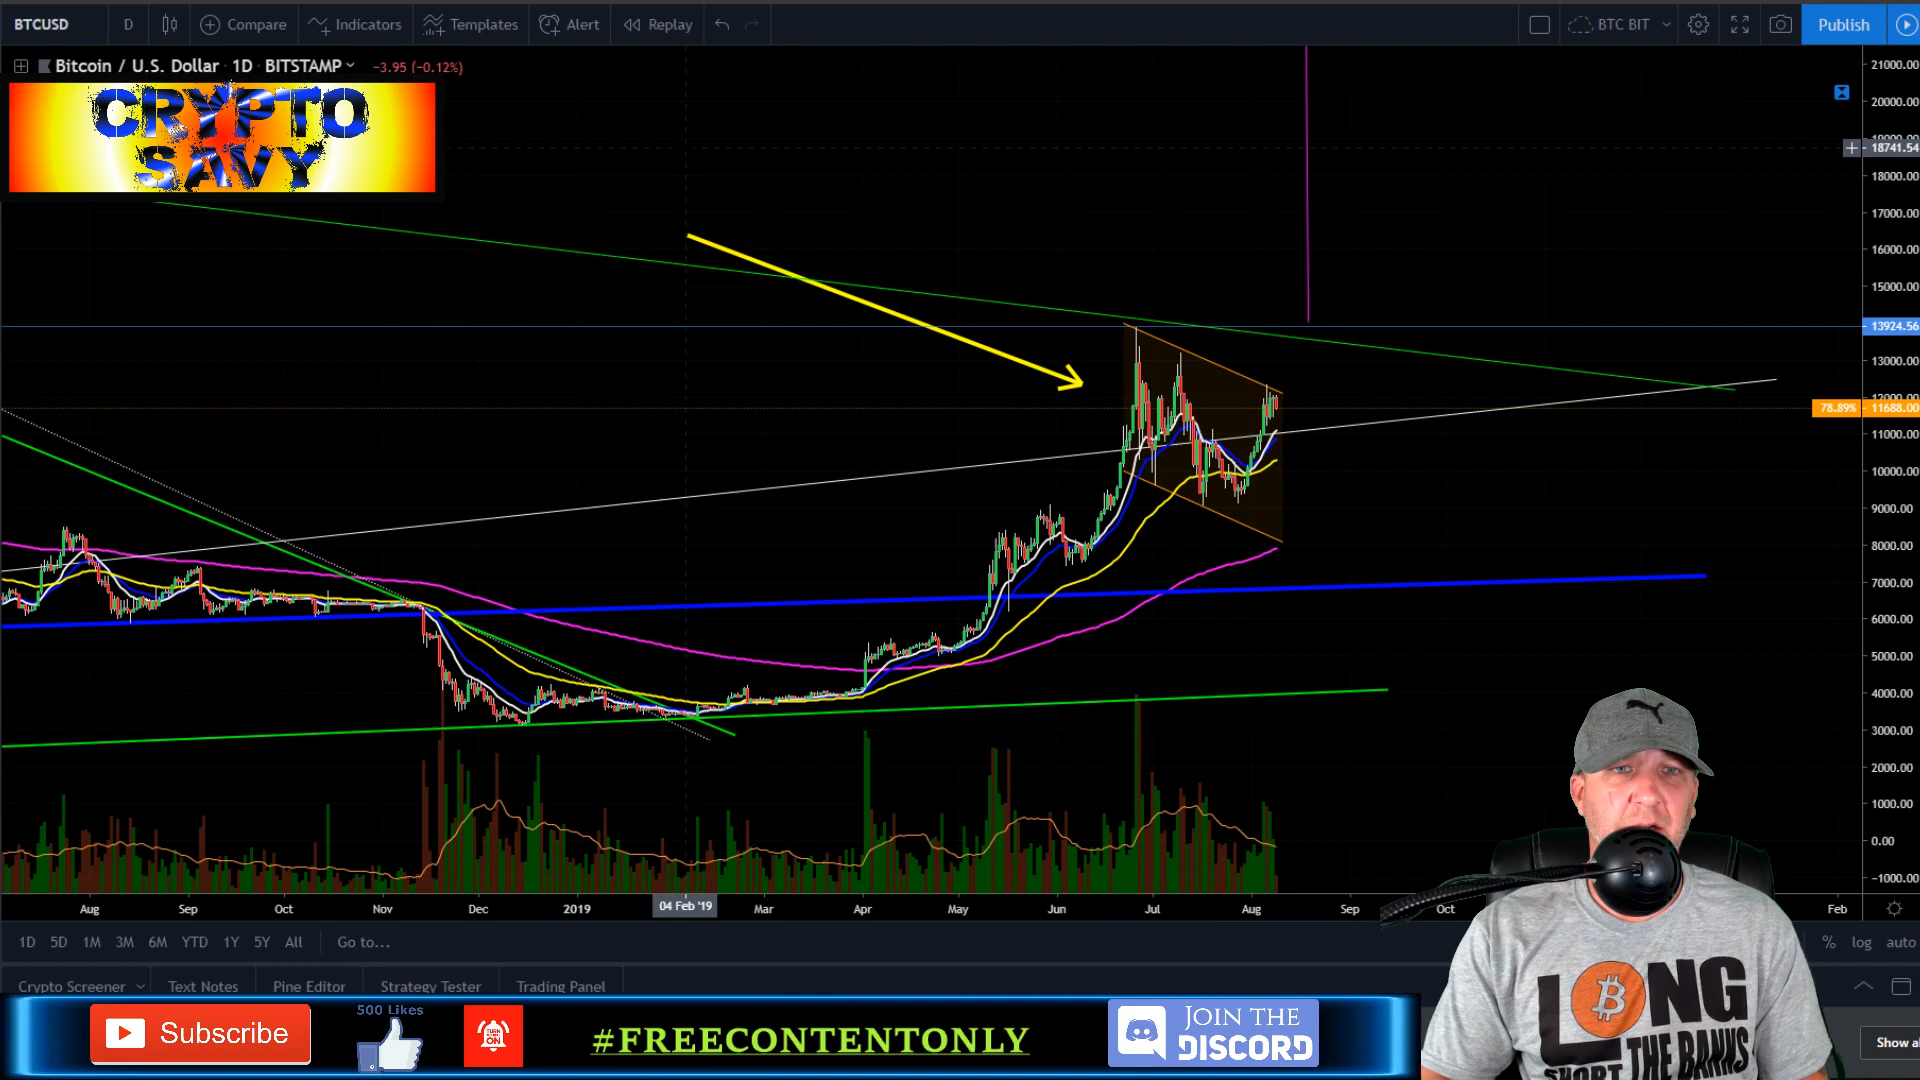 BTCUSD D Compare Indicators Templates Alert Replay BTC BIT Publish
Bitcoin / U.S. Dollar 1D BITSTAMP −3.95 (−0.12%)
CRYPTO
SAVY
21000.00
20000.00
19000.00
18741.54
18000.00
17000.00
16000.00
15000.00
13924.56
13000.00
12000.00
78.89% 11688.00
11000.00
10000.00
9000.00
8000.00
7000.00
6000.00
5000.00
4000.00
3000.00
2000.00
1000.00
0.00
−1000.00
Aug Sep Oct Nov Dec 2019 04 Feb '19 Mar Apr May Jun Jul Aug Sep Oct Feb
1D 5D 1M 3M 6M YTD 1Y 5Y All Go to... % log auto
Crypto Screener Text Notes Pine Editor Strategy Tester Trading Panel
Subscribe
500 Likes
TURN
ON
#FREECONTENTONLY
JOIN THE
DISCORD
LONG
SHORT THE BANKS
Show al